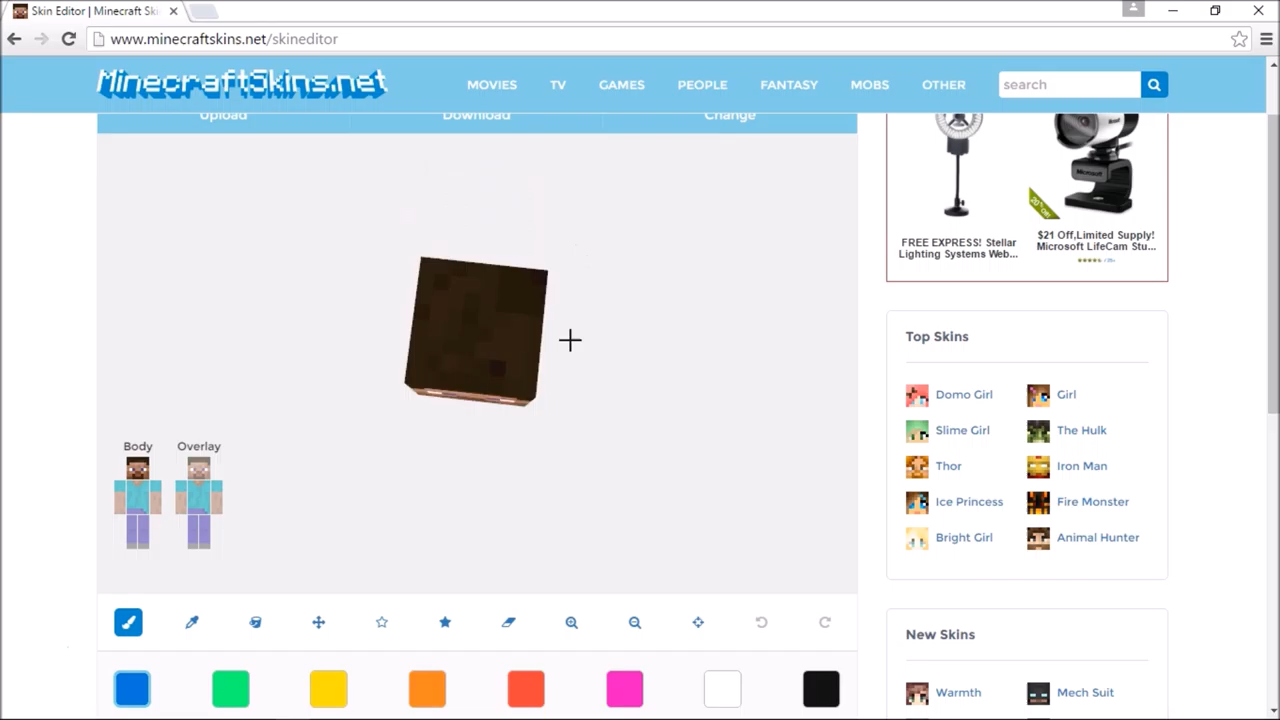 Skin Editor | Minecraft Ski
www.minecraftskins.net/skineditor
MinecraftSkins.net
MOVIES TV GAMES PEOPLE FANTASY MOBS OTHER search
Upload Download Change
Microsoft
20% Off!
FREE EXPRESS! Stellar
Lighting Systems Web...
$21 Off,Limited Supply!
Microsoft LifeCam Stu...
Top Skins
Domo Girl Girl
Slime Girl The Hulk
Thor Iron Man
Ice Princess Fire Monster
Bright Girl Animal Hunter
Body Overlay
New Skins
Warmth Mech Suit